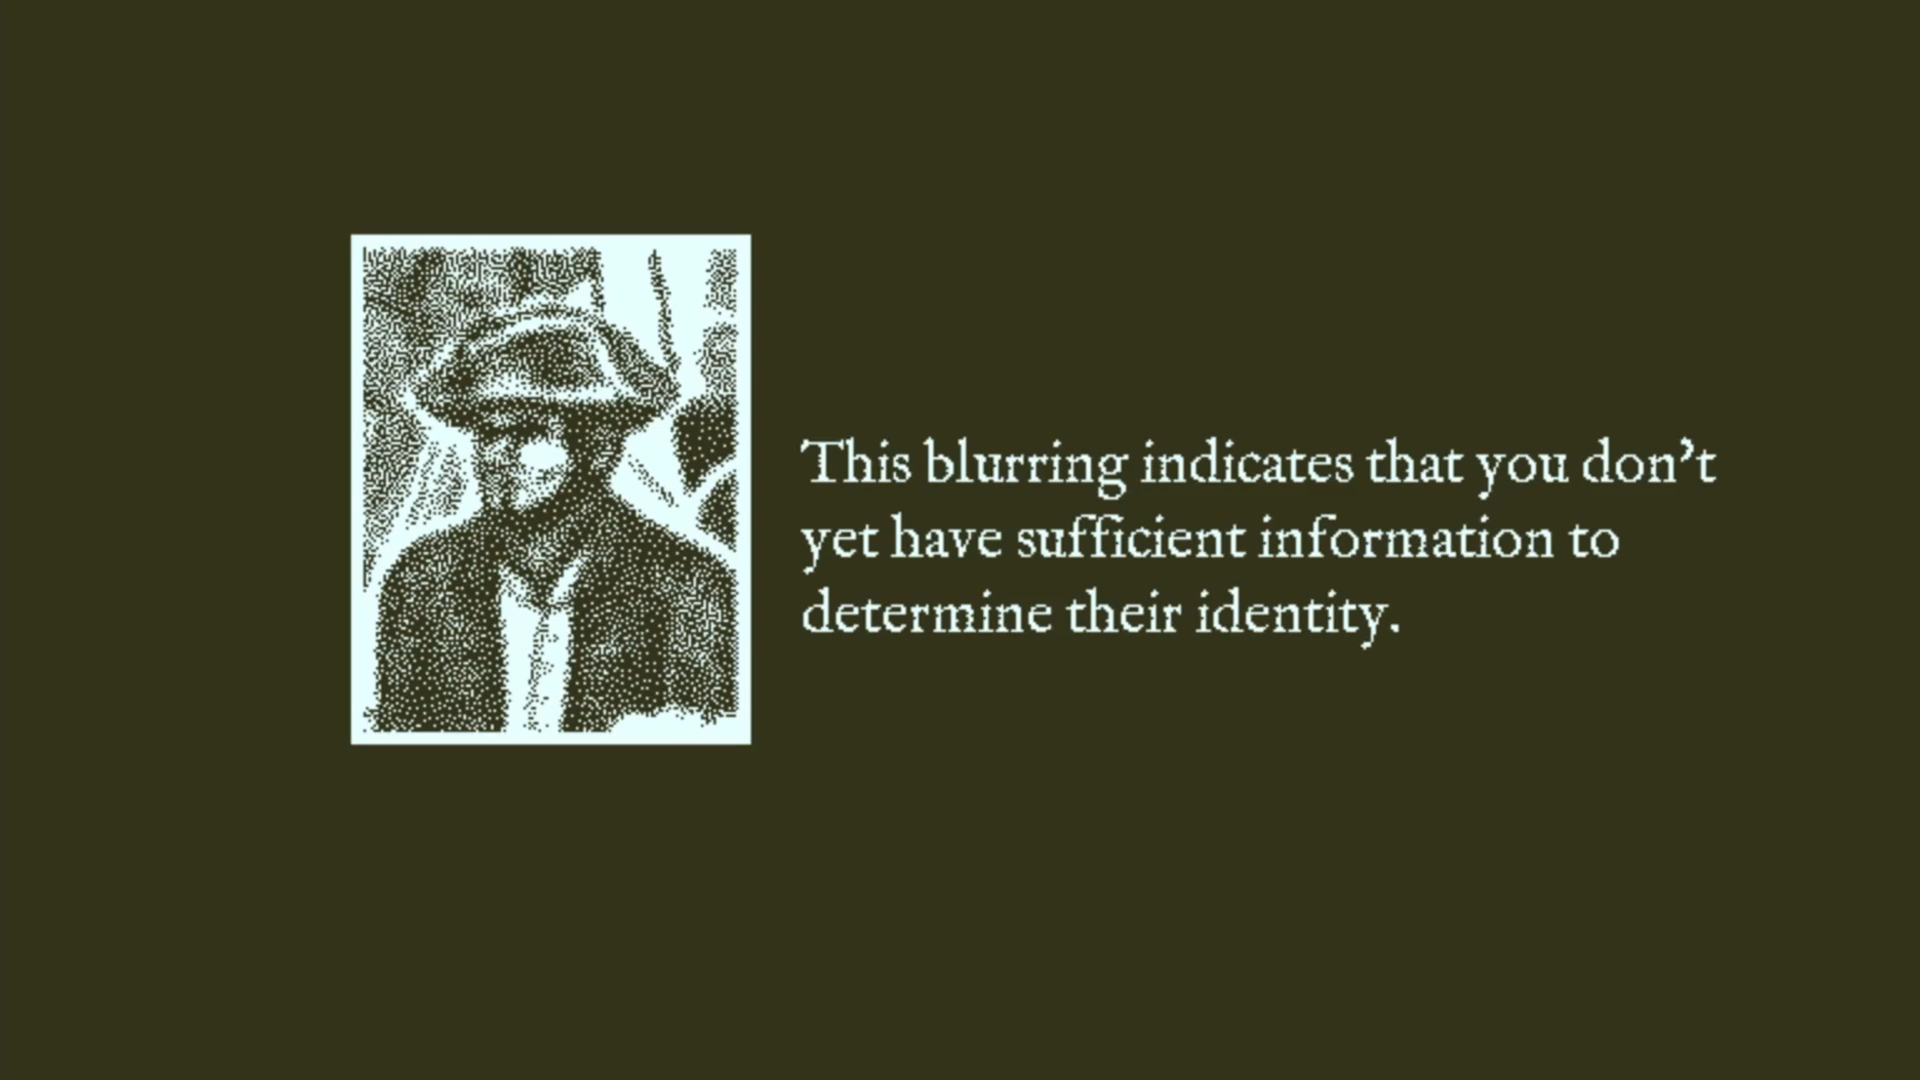 This blurring indicates that you don’t
yet have sufficient information to
determine their identity.